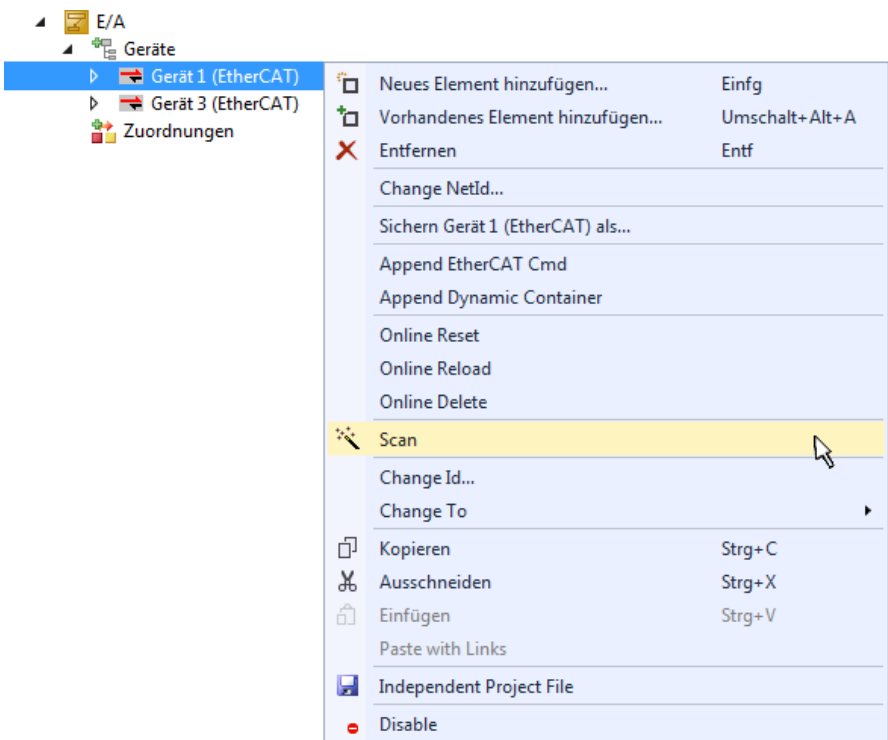 E/A
Geräte
Gerät 1 (EtherCAT)
Gerät 3 (EtherCAT)
Zuordnungen
Neues Element hinzufügen... Einfg
Vorhandenes Element hinzufügen... Umschalt+Alt+A
Entfernen Entf
Change NetId...
Sichern Gerät 1 (EtherCAT) als...
Append EtherCAT Cmd
Append Dynamic Container
Online Reset
Online Reload
Online Delete
Scan
Change Id...
Change To
Kopieren Strg+C
Ausschneiden Strg+X
Einfügen Strg+V
Paste with Links
Independent Project File
Disable